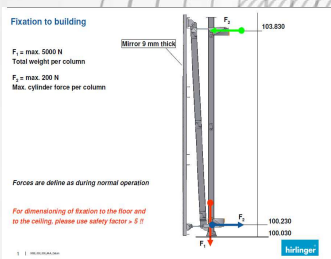 Fixation to building
F₁ = max. 5000 N
Total weight per column
F₂ = max. 200 N
Max. cylinder force per column
Mirror 9 mm thick
F₂
103.830
Forces are define as during normal operation
For dimensioning of fixation to the floor and
to the ceiling, please use safety factor > 5 !!
F₂
100.230
100.030
F₁
1 |
hirlinger